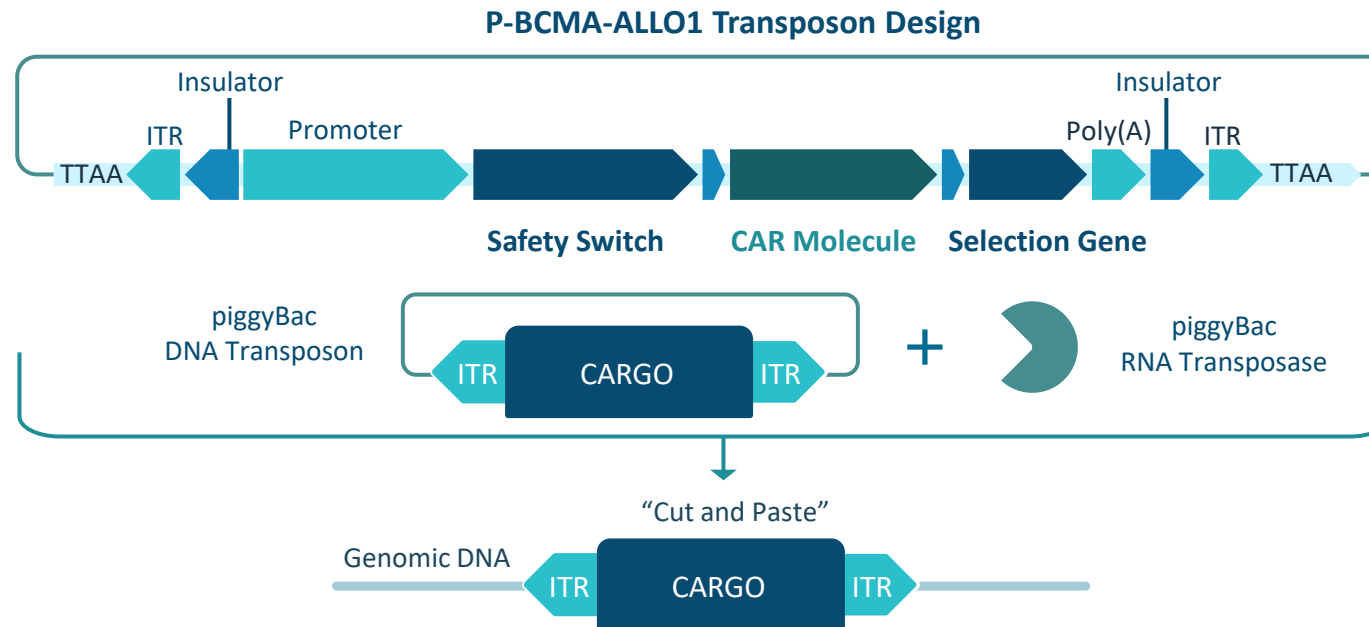 P-BCMA-ALLO1 Transposon Design
Insulator
Insulator
ITR
Promoter
Poly(A)
ITR
TTAA
TTAA
Safety Switch
CAR Molecule
Selection Gene
piggyBac
DNA Transposon
ITR
CARGO
ITR
+
piggyBac
RNA Transposase
“Cut and Paste”
Genomic DNA
ITR
CARGO
ITR